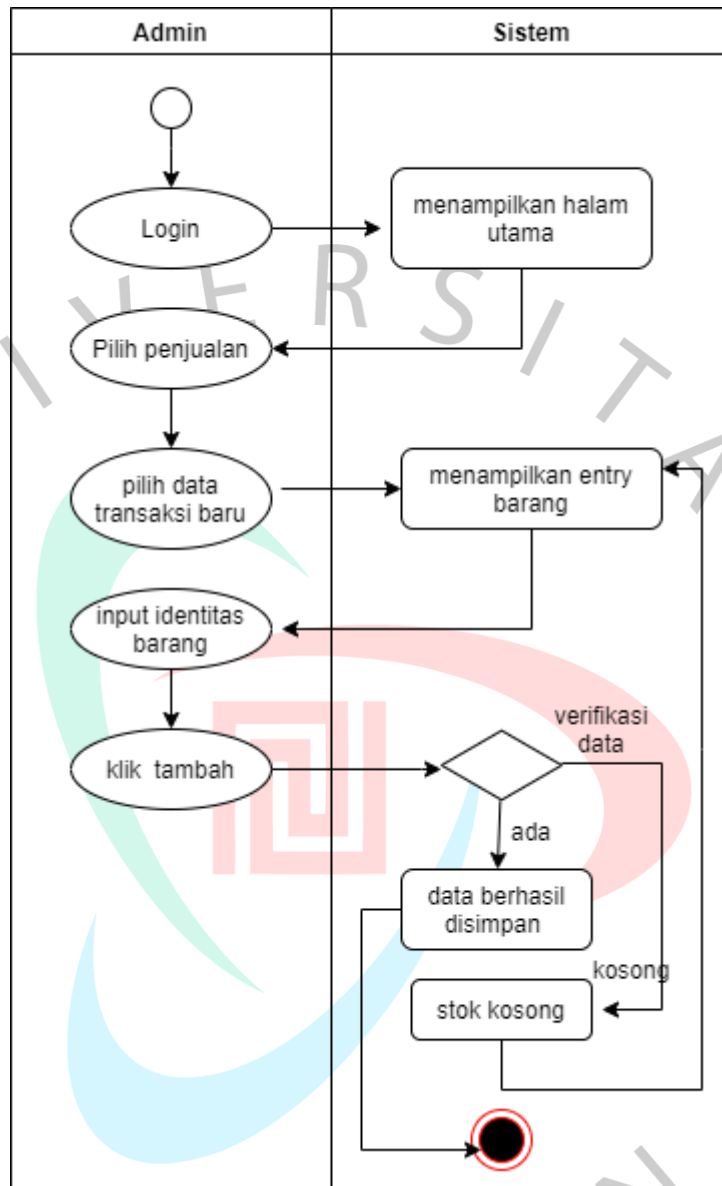 Admin
Sistem
Login
menampilkan halam
utama
Pilih penjualan
pilih data
transaksi baru
menampilkan entry
barang
input identitas
barang
klik tambah
verifikasi
data
ada
data berhasil
disimpan
kosong
stok kosong
IVERSITA
N